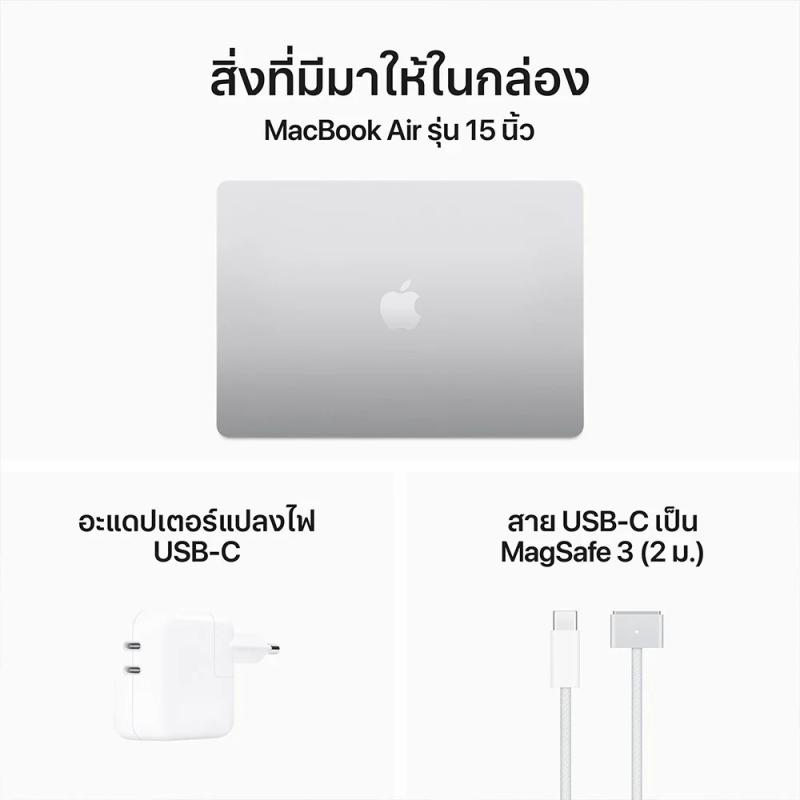 สิ่งที่มีมาให้ในกล่อง
MacBook Air รุ่น 15 นิ้ว
อะแดปเตอร์แปลงไฟ
USB-C
สาย USB-C เป็น
MagSafe 3 (2 ม.)